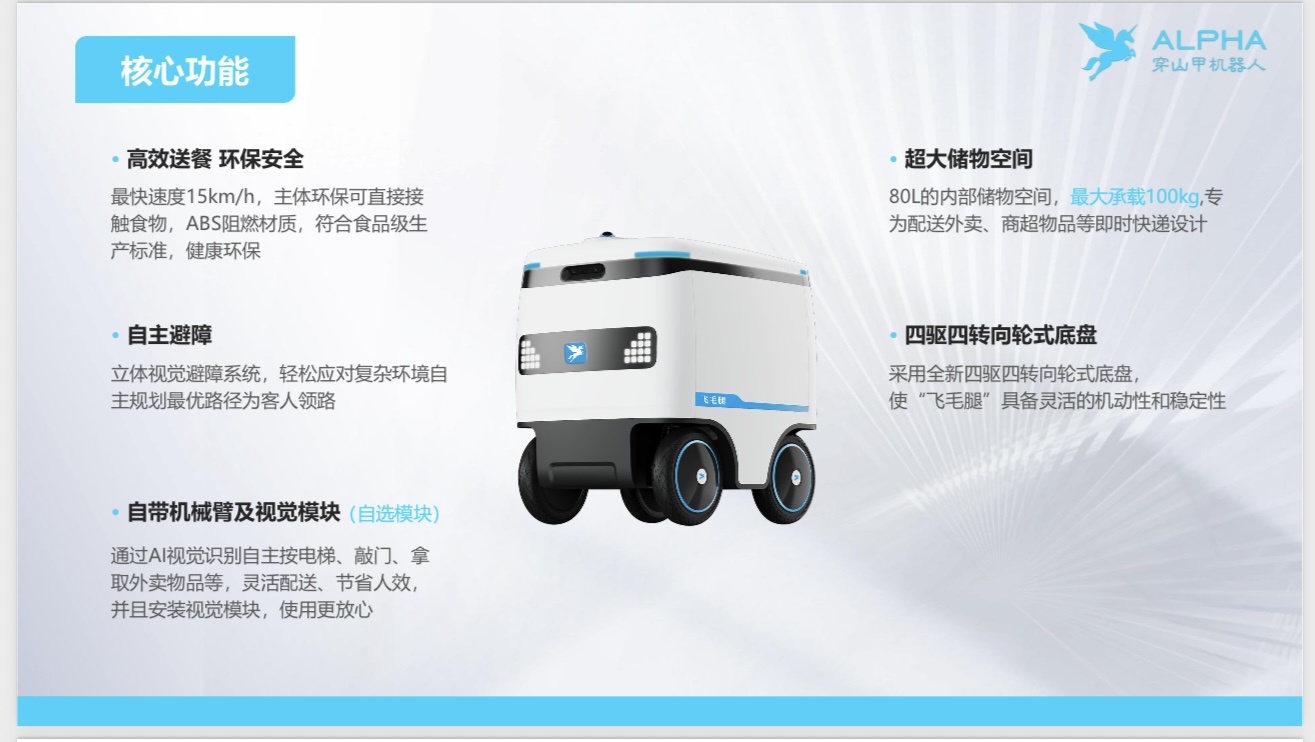 核心功能
ALPHA
穿山甲机器人
• 高效送餐 环保安全
最快速度15km/h，主体环保可直接接
触食物，ABS阻燃材质，符合食品级生
产标准，健康环保
• 自主避障
立体视觉避障系统，轻松应对复杂环境自
主规划最优路径为客人领路
• 自带机械臂及视觉模块（自选模块）
通过AI视觉识别自主按电梯、敲门、拿
取外卖物品等，灵活配送、节省人效，
并且安装视觉模块，使用更放心
飞毛腿
• 超大储物空间
80L的内部储物空间，最大承载100kg,专
为配送外卖、商超物品等即时快递设计
• 四驱四转向轮式底盘
采用全新四驱四转向轮式底盘，
使“飞毛腿”具备灵活的机动性和稳定性